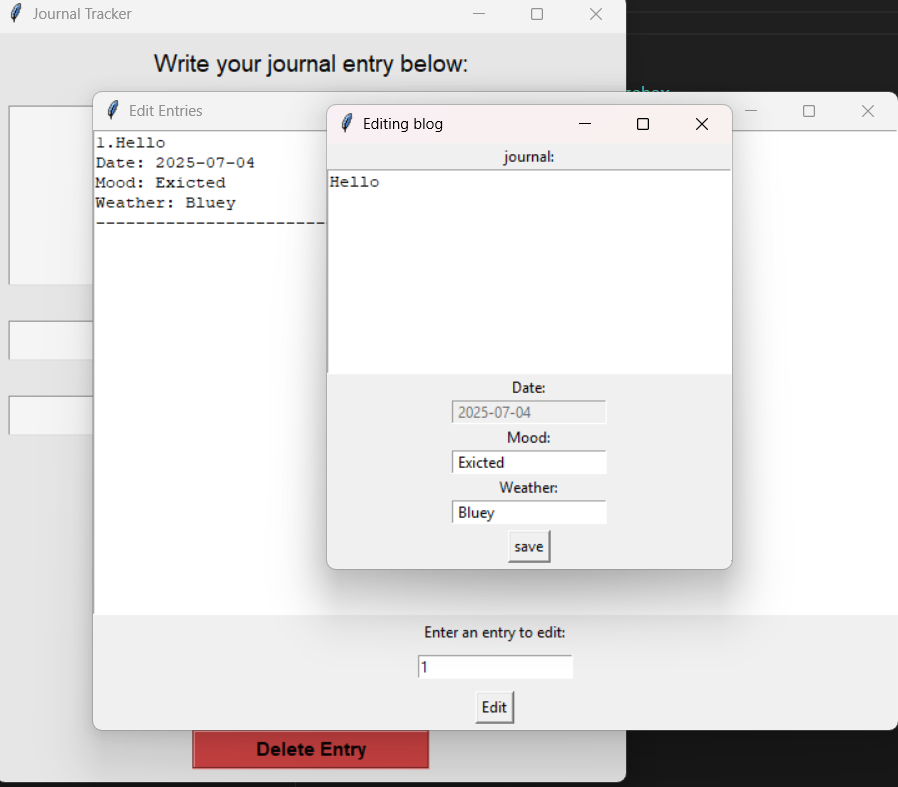 Journal Tracker
Write your journal entry below:
Edit Entries
1.Hello
Date: 2025-07-04
Mood: Exicted
Weather: Bluey
--------------------
Editing blog
journal:
Hello
Date:
2025-07-04
Mood:
Exicted
Weather:
Bluey
save
Enter an entry to edit:
1
Edit
Delete Entry